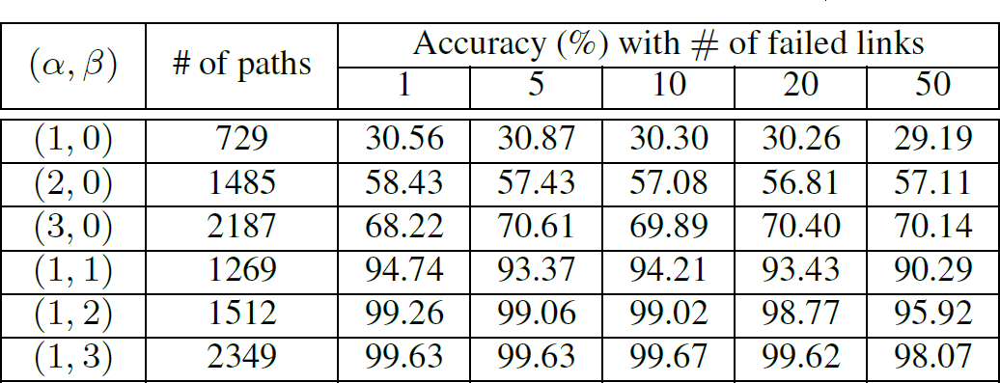 (α, β) # of paths Accuracy (%) with # of failed links
1 5 10 20 50
(1, 0) 729 30.56 30.87 30.30 30.26 29.19
(2, 0) 1485 58.43 57.43 57.08 56.81 57.11
(3, 0) 2187 68.22 70.61 69.89 70.40 70.14
(1, 1) 1269 94.74 93.37 94.21 93.43 90.29
(1, 2) 1512 99.26 99.06 99.02 98.77 95.92
(1, 3) 2349 99.63 99.63 99.67 99.62 98.07